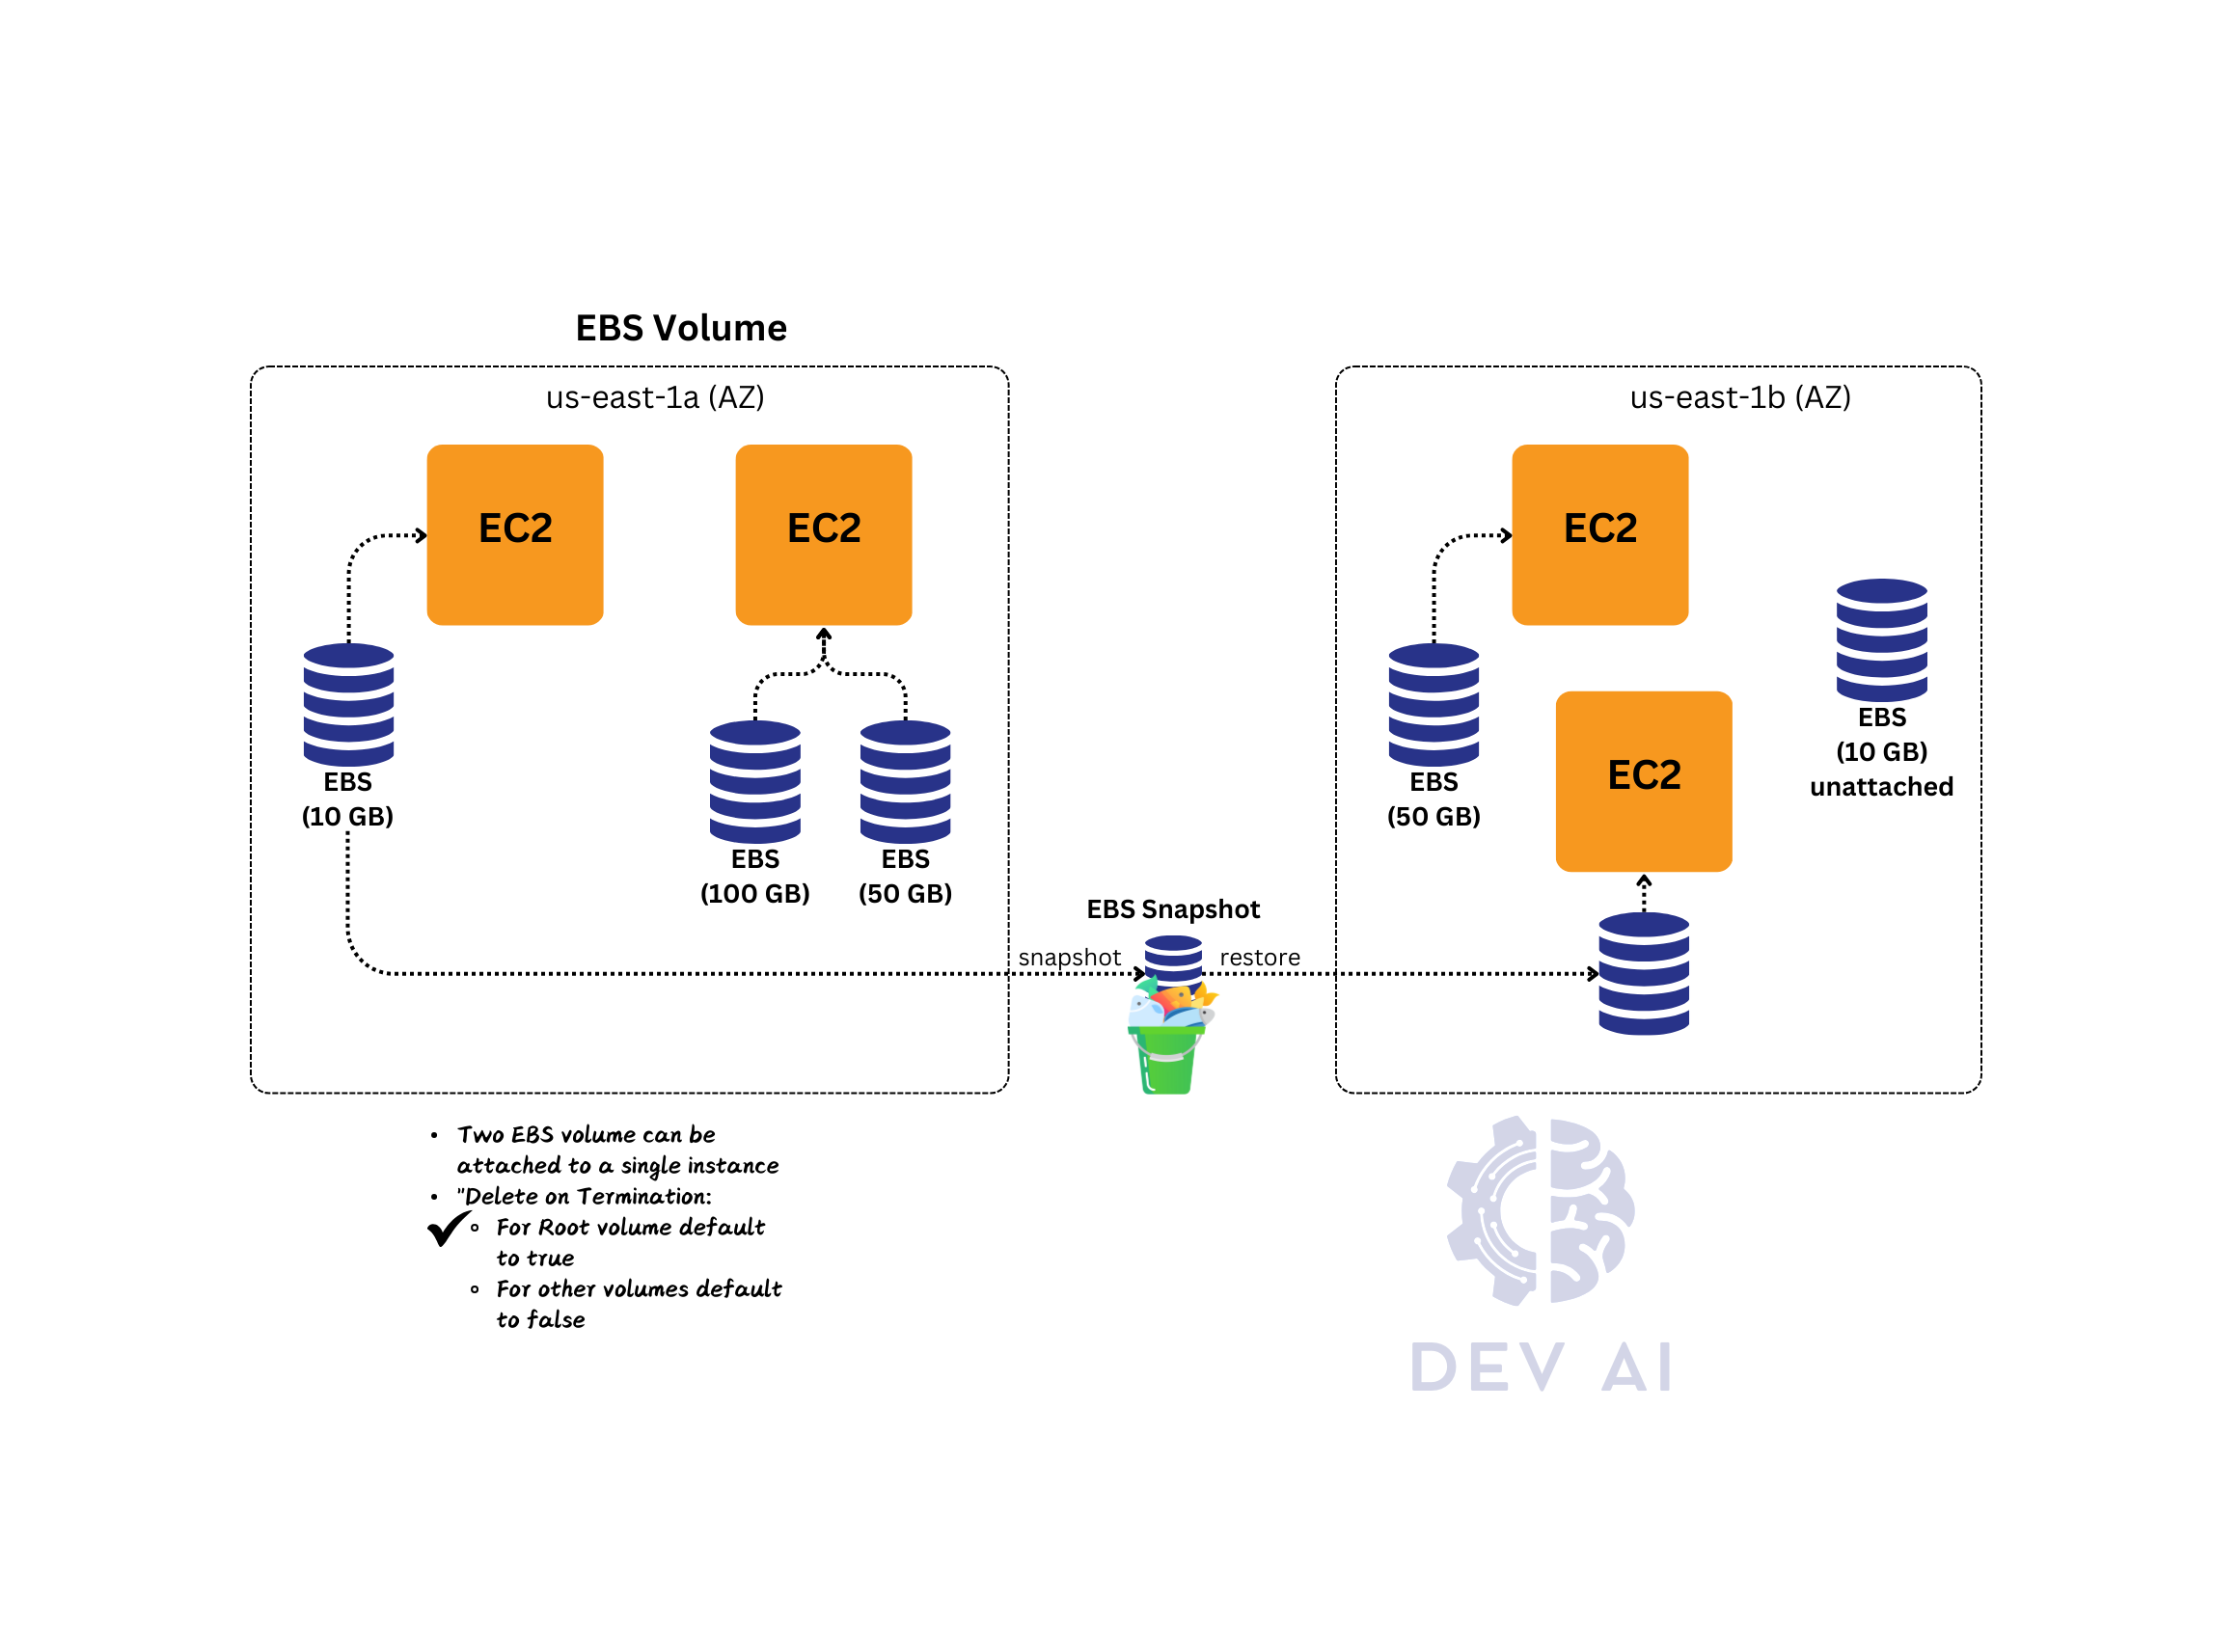 EBS Volume
us-east-1a (AZ)
EC2
EC2
EBS
(10 GB)
EBS
(100 GB)
EBS
(50 GB)
snapshot
EBS Snapshot
restore
us-east-1b (AZ)
EC2
EBS
(50 GB)
EC2
EBS
(10 GB)
unattached
• Two EBS volume can be
attached to a single instance
• "Delete on Termination:
✔ ○ For Root volume default
to true
○ For other volumes default
to false
DEV AI